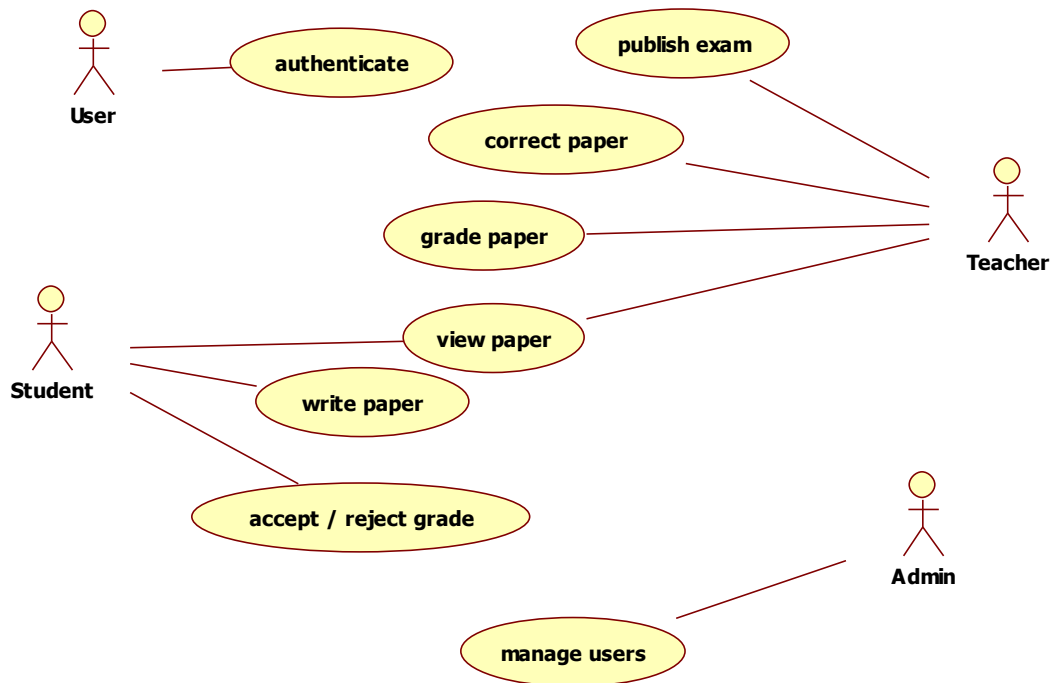 publish exam
authenticate
User
correct paper
grade paper
Teacher
view paper
Student
write paper
accept / reject grade
Admin
manage users